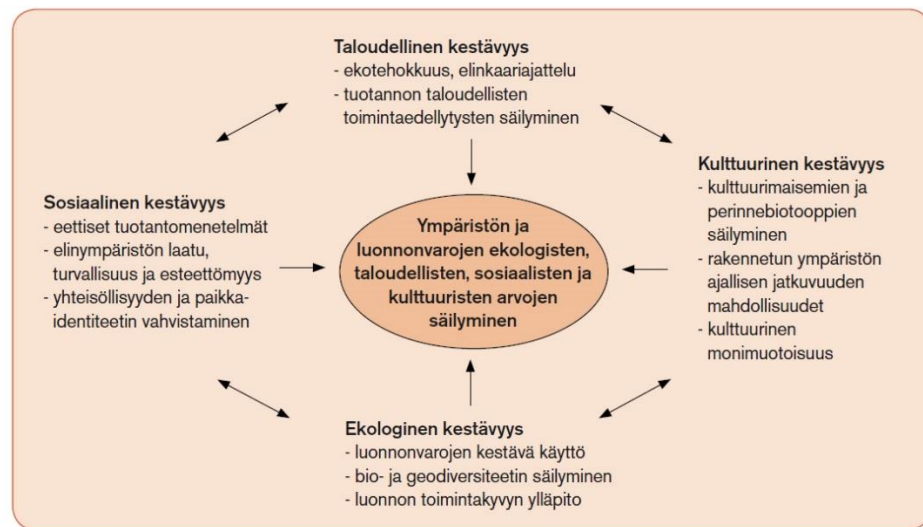 Taloudellinen kestävyys
- ekotehokkuus, elinkaariajattelu
- tuotannon taloudellisten
toimintaedellytysten säilyminen
Sosiaalinen kestävyys
- eettiset tuotantomenetelmät
- elinympäristön laatu,
turvallisuus ja esteettömyys
- yhteisöllisyyden ja paikka-
identiteetin vahvistaminen
Ympäristön ja
luonnonvarojen ekologisten,
taloudellisten, sosiaalisten ja
kulttuuristen arvojen
säilyminen
Kulttuurinen kestävyys
- kulttuurimaisemien ja
perinnebiotooppien
säilyminen
- rakennetun ympäristön
ajallisen jatkuvuuden
mahdollisuudet
- kulttuurinen
monimuotoisuus
Ekologinen kestävyys
- luonnonvarojen kestävä käyttö
- bio- ja geodiversiteetin säilyminen
- luonnon toimintakyvyn ylläpito